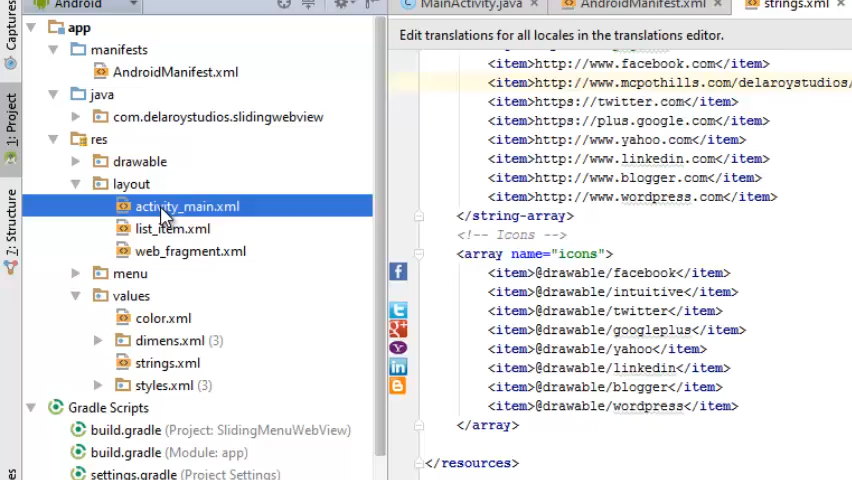 Android
MainActivity.java
AndroidManifest.xml
strings.xml
Captures
1: Project
7: Structure
app
manifests
AndroidManifest.xml
java
com.delaroystudios.slidingwebview
res
drawable
layout
activity_main.xml
list_item.xml
web_fragment.xml
menu
values
color.xml
dimens.xml (3)
strings.xml
styles.xml (3)
Gradle Scripts
build.gradle (Project: SlidingMenuWebView)
build.gradle (Module: app)
settings.gradle (Project Settings)
Edit translations for all locales in the translations editor.
<item>http://www.facebook.com</item>
<item>http://www.mcpothills.com/delaroystudios/
<item>https://twitter.com</item>
<item>https://plus.google.com</item>
<item>http://www.yahoo.com</item>
<item>http://www.linkedin.com</item>
<item>http://www.blogger.com</item>
<item>http://www.wordpress.com</item>
</string-array>
<!-- Icons -->
<array name="icons">
<item>@drawable/facebook</item>
<item>@drawable/intuitive</item>
<item>@drawable/twitter</item>
<item>@drawable/googleplus</item>
<item>@drawable/yahoo</item>
<item>@drawable/linkedin</item>
<item>@drawable/blogger</item>
<item>@drawable/wordpress</item>
</array>
</resources>